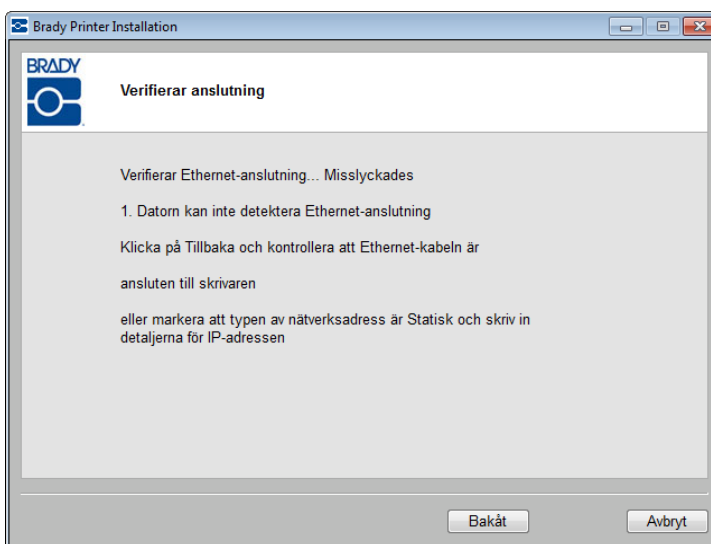 Brady Printer Installation
BRADY
Verifierar anslutning
Verifierar Ethernet-anslutning... Misslyckades
1. Datorn kan inte detektera Ethernet-anslutning
Klicka på Tillbaka och kontrollera att Ethernet-kabeln är
ansluten till skrivaren
eller markera att typen av nätverksadress är Statisk och skriv in
detaljerna för IP-adressen
Bakåt
Avbryt